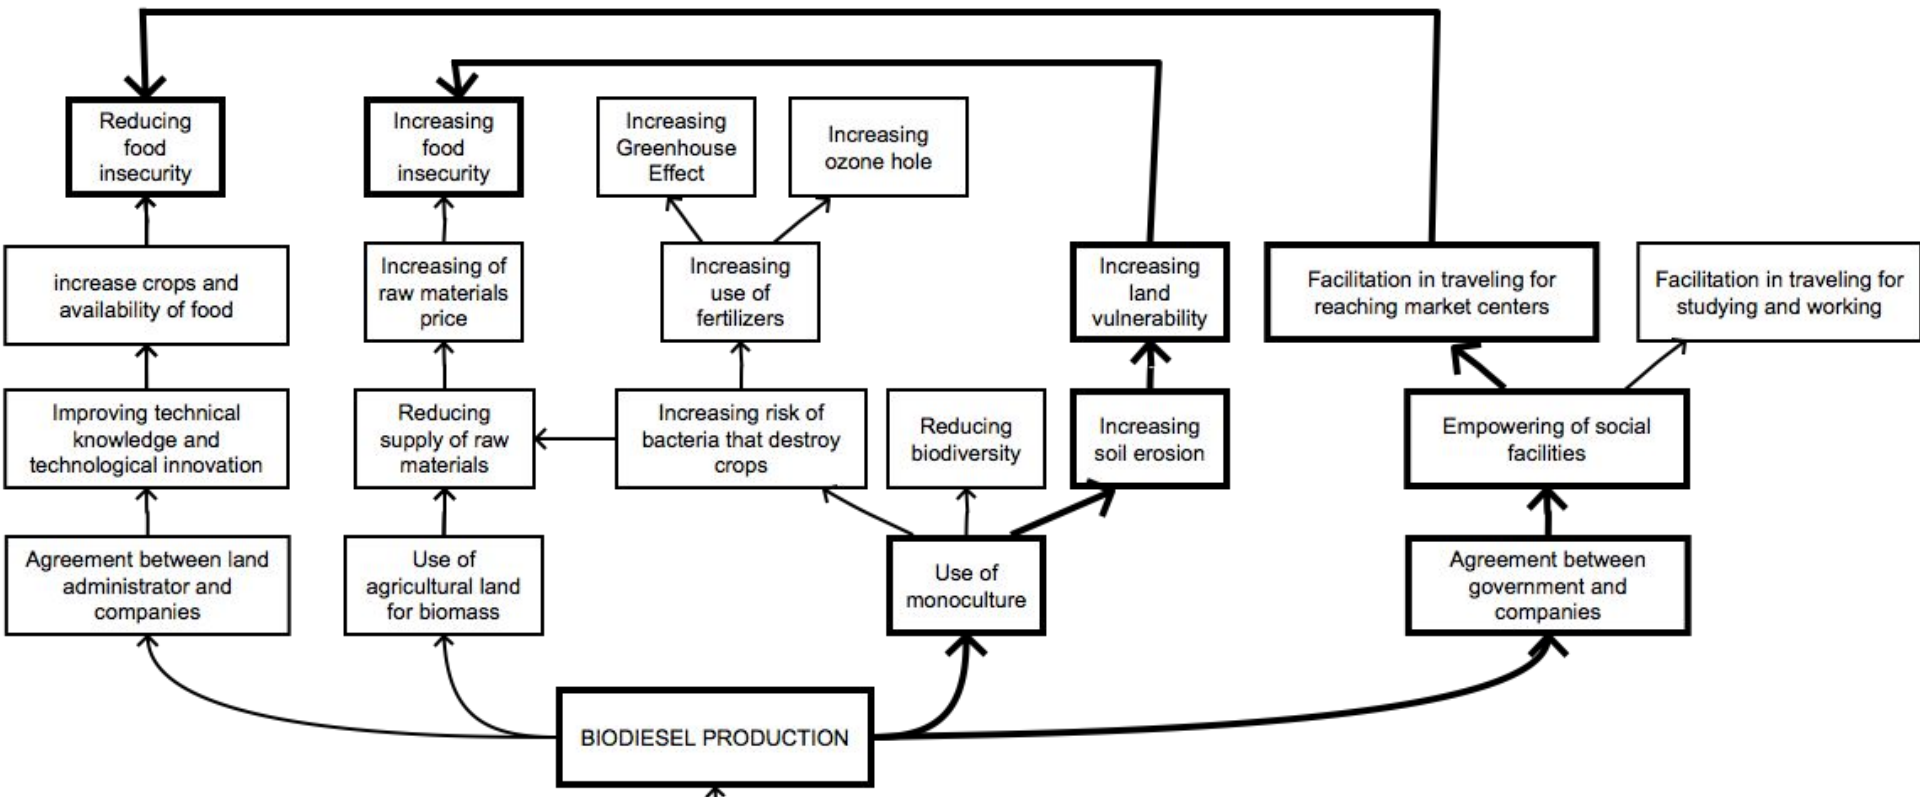 Reducing
food
insecurity
Increasing
food
insecurity
Increasing
Greenhouse
Effect
Increasing
ozone hole
increase crops and
availability of food
Increasing of
raw materials
price
Increasing
use of
fertilizers
Increasing
land
vulnerability
Facilitation in traveling for
reaching market centers
Facilitation in traveling for
studying and working
Improving technical
knowledge and
technological innovation
Reducing
supply of raw
materials
Increasing risk of
bacteria that destroy
crops
Reducing
biodiversity
Increasing
soil erosion
Empowering of social
facilities
Agreement between land
administrator and
companies
Use of
agricultural land
for biomass
Use of
monoculture
Agreement between
government and
companies
BIODIESEL PRODUCTION